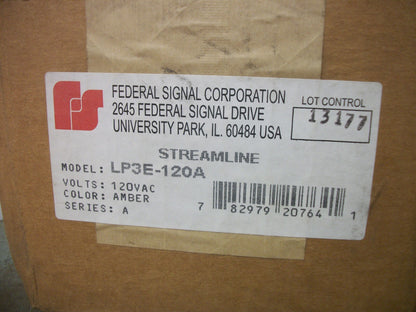 FEDERAL SIGNAL CORPORATION
2645 FEDERAL SIGNAL DRIVE
UNIVERSITY PARK, IL. 60484 USA
LOT CONTROL
13177
STREAMLINE
MODEL: LP3E-120A
VOLTS: 120VAC
COLOR: AMBER
SERIES: A
7 82979 20764 1